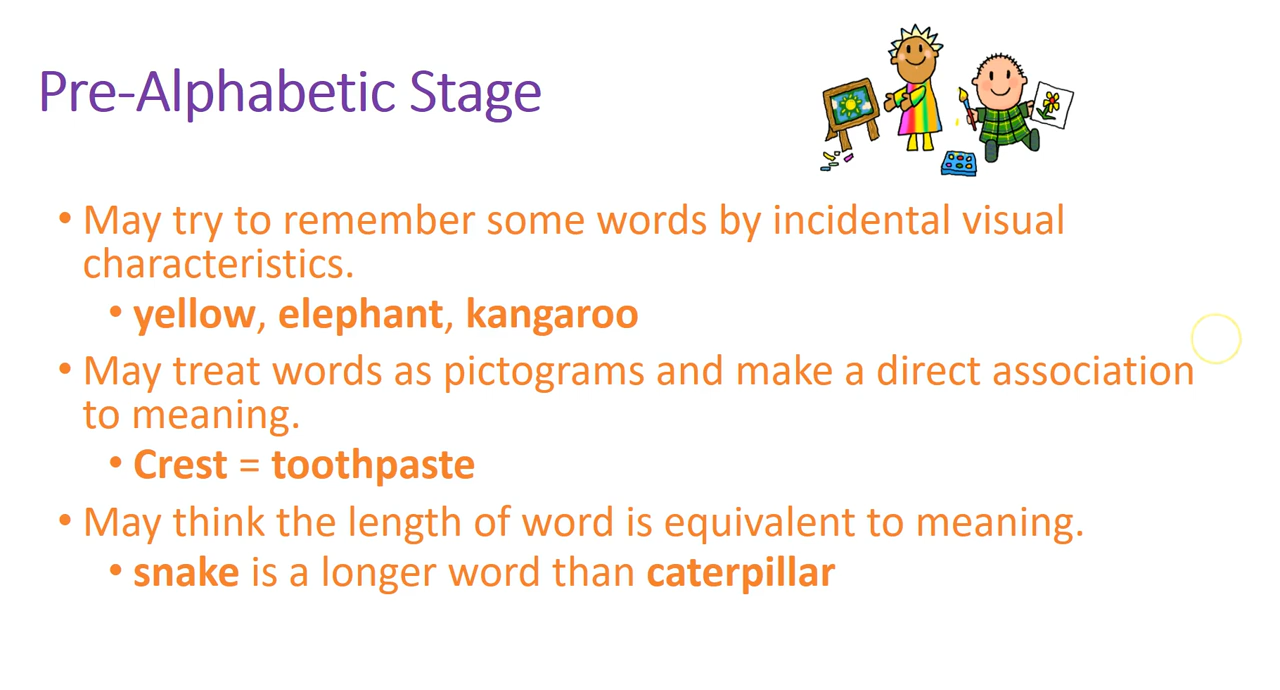 Pre-Alphabetic Stage
• May try to remember some words by incidental visual
characteristics.
• yellow, elephant, kangaroo
• May treat words as pictograms and make a direct association
to meaning.
• Crest = toothpaste
• May think the length of word is equivalent to meaning.
• snake is a longer word than caterpillar